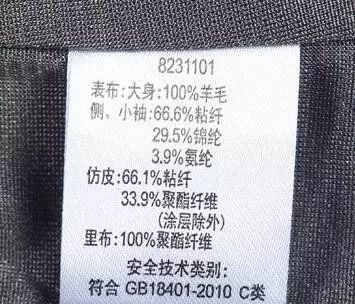 8231101
表布:大身:100%羊毛
侧、小袖:66.6%粘纤
29.5%锦纶
3.9%氨纶
仿皮:66.1%粘纤
33.9%聚酯纤维
(涂层除外)
里布:100%聚酯纤维
安全技术类别:
符合 GB18401-2010 C类